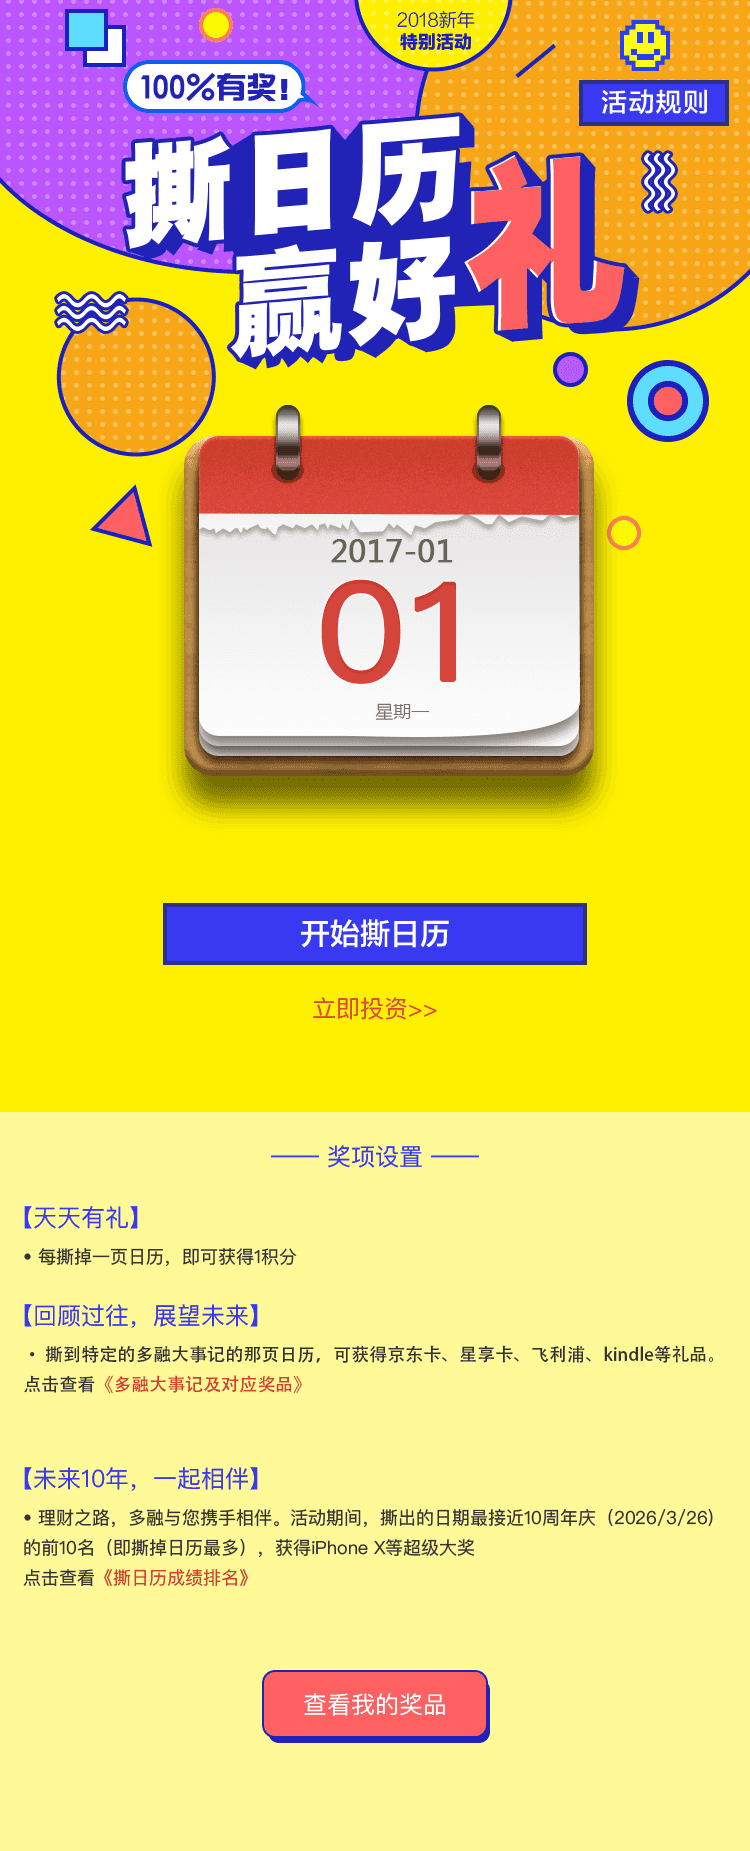 2018新年
特别活动
100%有奖!
活动规则
撕日历
赢好礼
2017-01
01
星期一
开始撕日历
立即投资>>
奖项设置
【天天有礼】
• 每撕掉一页日历，即可获得1积分
【回顾过往，展望未来】
• 撕到特定的多融大事记的那页日历，可获得京东卡、星享卡、飞利浦、kindle等礼品。
点击查看《多融大事记及对应奖品》
【未来10年，一起相伴】
• 理财之路，多融与您携手相伴。活动期间，撕出的日期最接近10周年庆（2026/3/26)
的前10名（即撕掉日历最多），获得iPhone X等超级大奖
点击查看《撕日历成绩排名》
查看我的奖品